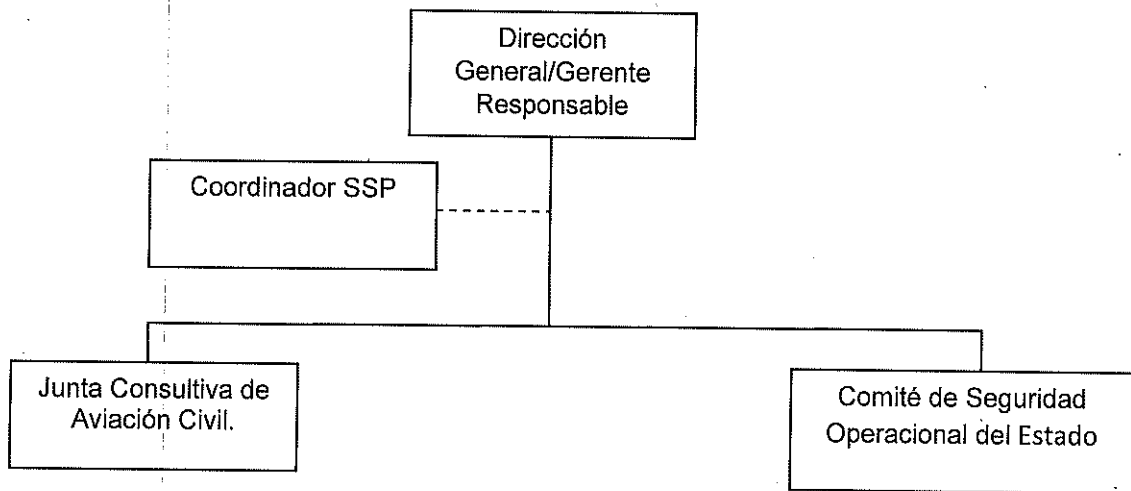 Dirección
General/Gerente
Responsable
Coordinador SSP
Junta Consultiva de
Aviación Civil.
Comité de Seguridad
Operacional del Estado